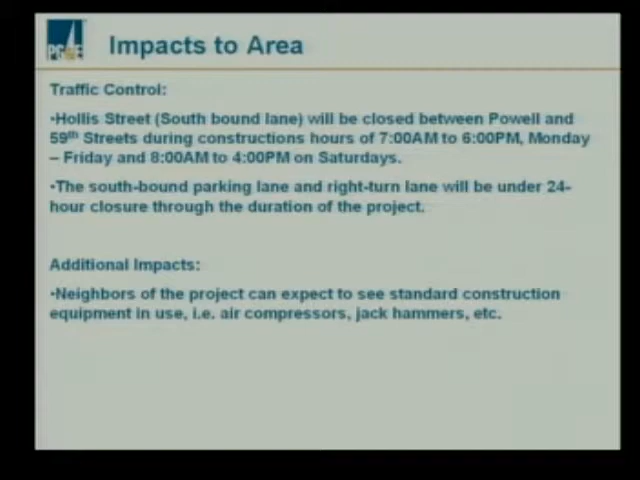 PG&E
Impacts to Area
Traffic Control:
•Hollis Street (South bound lane) will be closed between Powell and
59th Streets during constructions hours of 7:00AM to 6:00PM, Monday
– Friday and 8:00AM to 4:00PM on Saturdays.
•The south-bound parking lane and right-turn lane will be under 24-
hour closure through the duration of the project.
Additional Impacts:
•Neighbors of the project can expect to see standard construction
equipment in use, i.e. air compressors, jack hammers, etc.